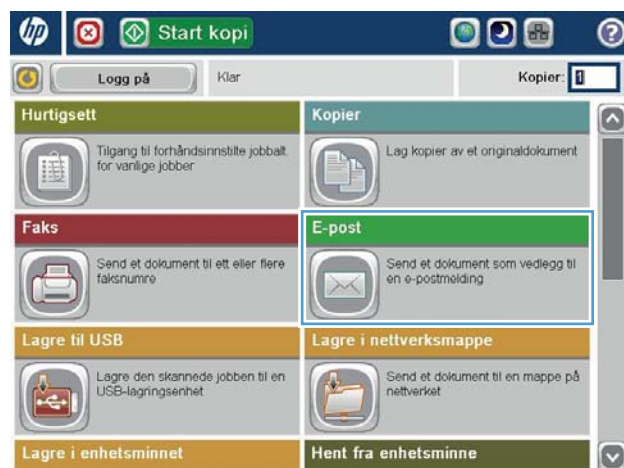 hp Start kopi ?
Logg på Klar Kopier: 1
Hurtigsett
Tilgang til forhåndsinnstilte jobbalt.
for vanlige jobber
Kopier
Lag kopier av et originaldokument
Faks
Send et dokument til ett eller flere
faksnumre
E-post
Send et dokument som vedlegg til
en e-postmelding
Lagre til USB
Lagre den skannede jobben til en
USB-lagringsenhet
Lagre i nettverksmappe
Send et dokument til en mappe på
nettverket
Lagre i enhetsminnet
Hent fra enhetsminne